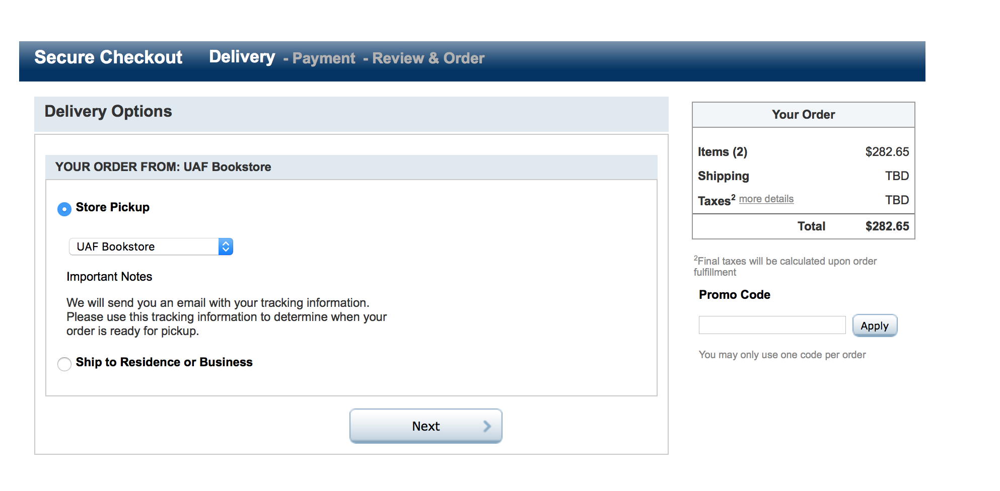 Secure Checkout Delivery - Payment - Review & Order
Delivery Options
YOUR ORDER FROM: UAF Bookstore
Store Pickup
UAF Bookstore
Important Notes
We will send you an email with your tracking information.
Please use this tracking information to determine when your
order is ready for pickup.
Ship to Residence or Business
Next
Your Order
Items (2) $282.65
Shipping TBD
Taxes² more details TBD
Total $282.65
²Final taxes will be calculated upon order
fulfillment
Promo Code
Apply
You may only use one code per order